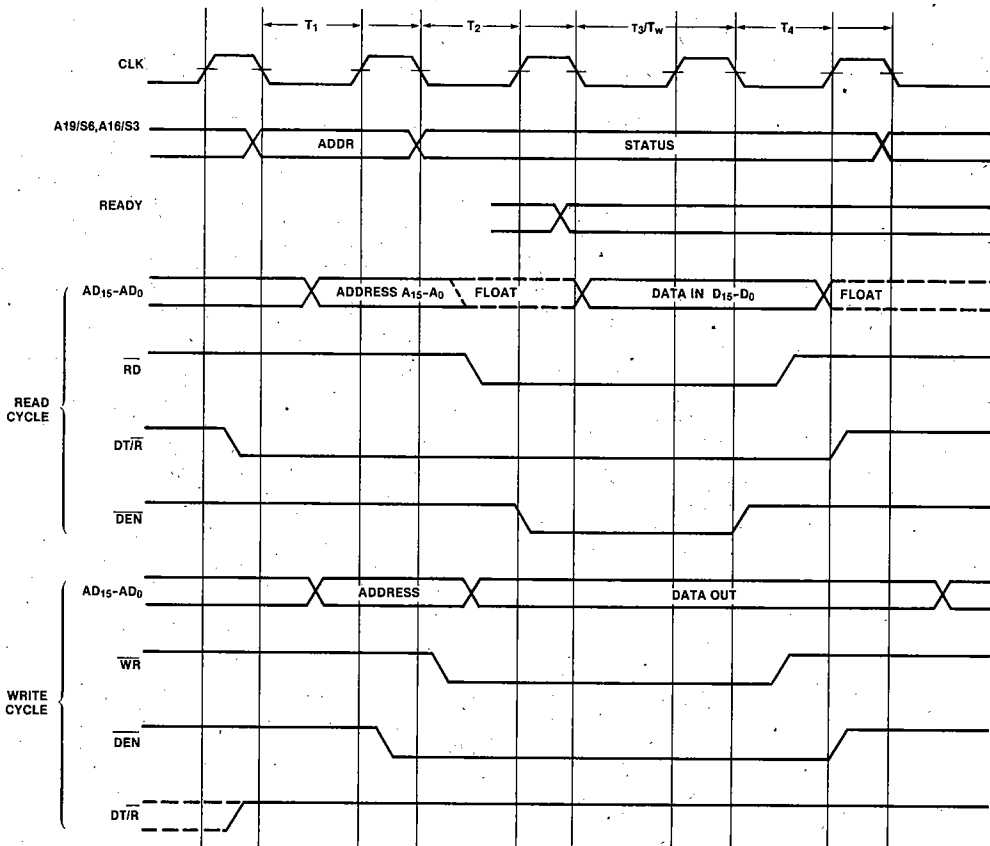 T1 T2 T3/TW T4
CLK
A19/S6,A16/S3 ADDR STATUS
READY
READ CYCLE
AD15-AD0 ADDRESS A15-A0 FLOAT DATA IN D15-D0 FLOAT
RD
DT/R
DEN
WRITE CYCLE
AD15-AD0 ADDRESS DATA OUT
WR
DEN
DT/R